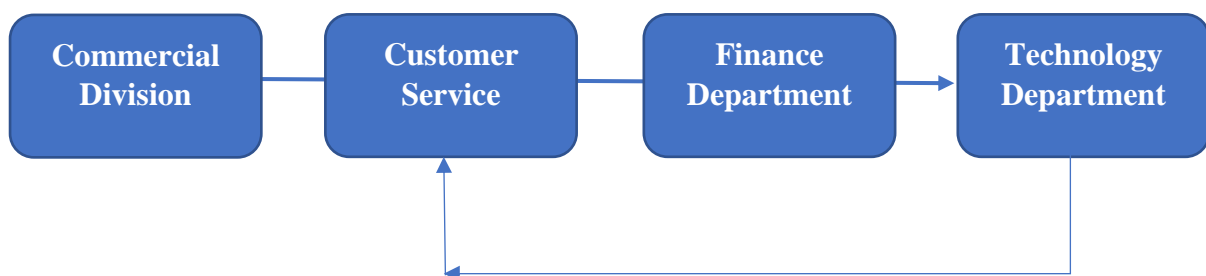 Commercial
Division
Customer
Service
Finance
Department
Technology
Department